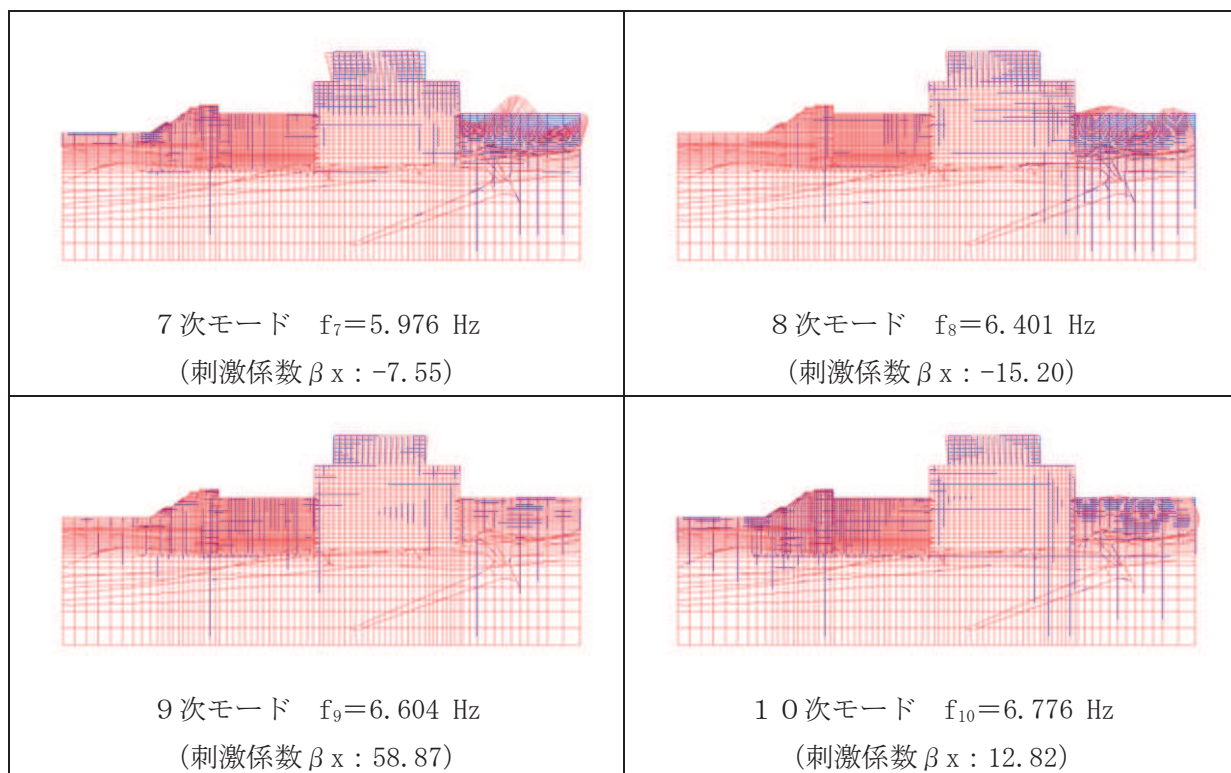 7次モード f₇=5.976 Hz
(刺激係数βx:-7.55)
8次モード f₈=6.401 Hz
(刺激係数βx:-15.20)
9次モード f₉=6.604 Hz
(刺激係数βx:58.87)
10次モード f₁₀=6.776 Hz
(刺激係数βx:12.82)